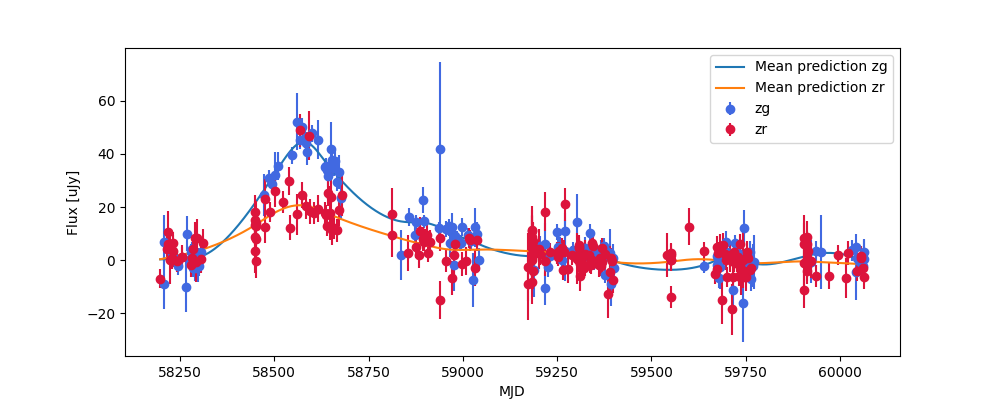 Mean prediction zg
Mean prediction zr
zg
zr
Flux [uJy]
60
40
20
0
−20
58250
58500
58750
59000
59250
59500
59750
60000
MJD